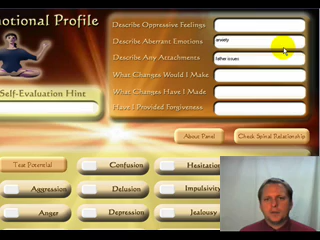 notional Profile
Self-Evaluation Hint
Describe Oppressive Feelings
Describe Aberrant Emotions
anxiety
Describe Any Attachments
father issues
What Changes Would I Make
What Changes Have I Made
Have I Provided Forgiveness
About Panel
Check Spinal Relationship
Test Potential
Confusion
Hesitation
Aggression
Delusion
Impulsivity
Anger
Depression
Jealousy